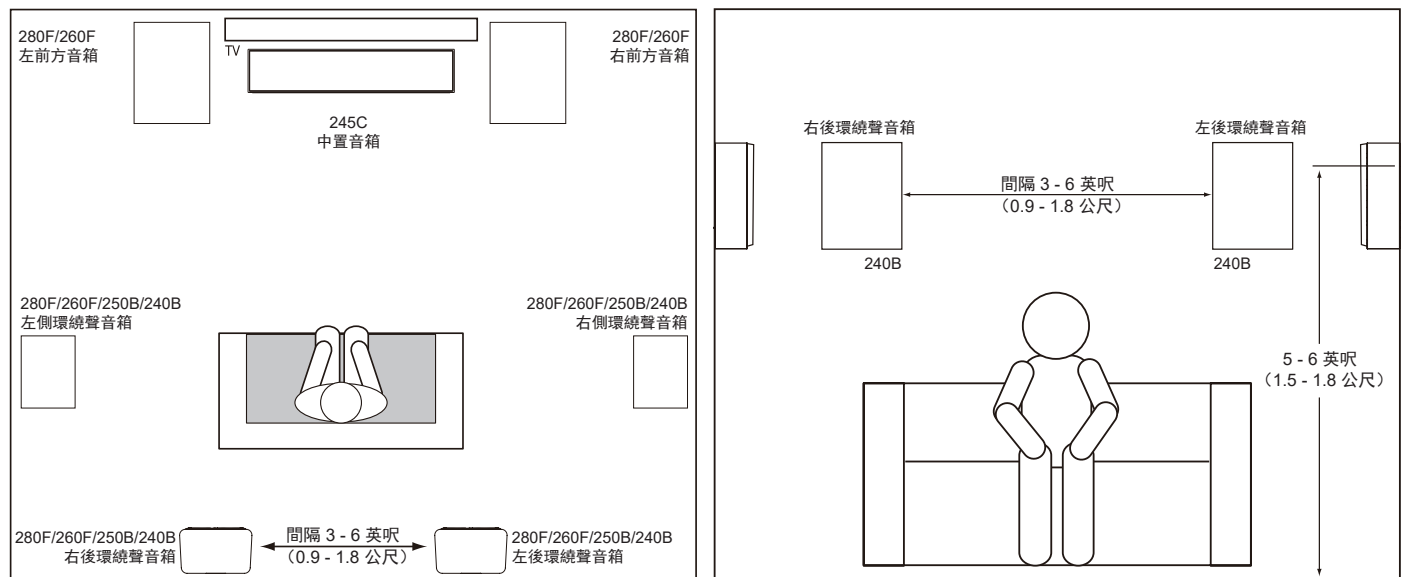 280F/260F
左前方音箱
TV
280F/260F
右前方音箱
245C
中置音箱
280F/260F/250B/240B
左側環繞聲音箱
280F/260F/250B/240B
右側環繞聲音箱
280F/260F/250B/240B
右後環繞聲音箱
間隔 3 - 6 英呎
（0.9 - 1.8 公尺）
280F/260F/250B/240B
左後環繞聲音箱
右後環繞聲音箱
左後環繞聲音箱
間隔 3 - 6 英呎
（0.9 - 1.8 公尺）
240B
240B
5 - 6 英呎
（1.5 - 1.8 公尺）